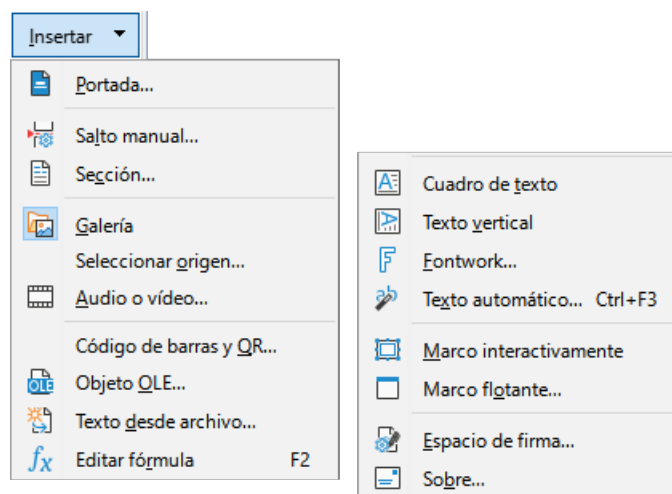 Insertar
Portada...
Salto manual...
Sección...
Galería
Seleccionar origen...
Audio o vídeo...
Código de barras y QR...
OLE Objeto OLE...
Texto desde archivo...
fx Editar fórmula F2
Cuadro de texto
Texto vertical
Fontwork...
Texto automático... Ctrl+F3
Marco interactivamente
Marco flotante...
Espacio de firma...
Sobre...